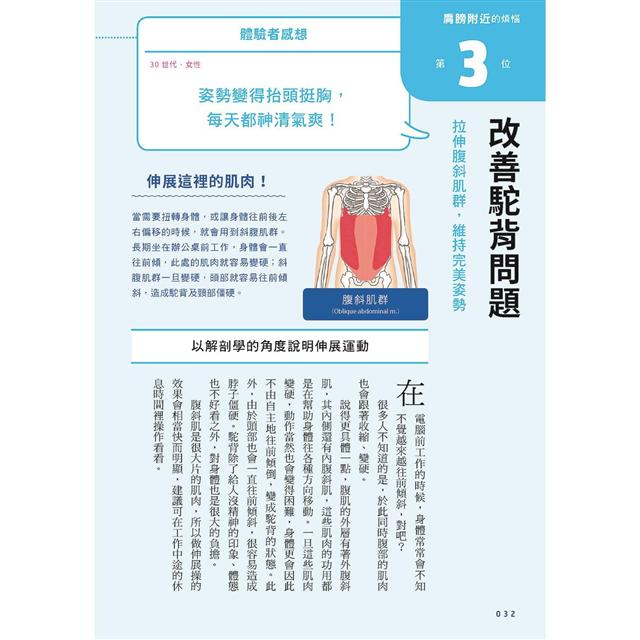 肩膀附近的煩惱
第3位
改善駝背問題
拉伸腹斜肌群，維持完美姿勢
體驗者感想
30世代・女性
姿勢變得抬頭挺胸，
每天都神清氣爽！
伸展這裡的肌肉！
當需要扭轉身體，或讓身體往前後左
右偏移的時候，就會用到斜腹肌群。
長期坐在辦公桌前工作，身體會一直
往前傾，此處的肌肉就容易變硬；斜
腹肌群一旦變硬，頭部就容易往前傾
斜，造成駝背及頸部僵硬。
腹斜肌群
(Oblique abdominal m.)
以解剖學的角度說明伸展運動
在電腦前工作的時候，身體常常會不知
不覺越來越往前傾斜，對吧？
很多人不知道的是，於此同時腹部的肌肉
也會跟著收縮、變硬。
說得更具體一點，腹肌的外層有著外腹斜
肌，其內側還有內腹斜肌，這些肌肉的功用都
是在幫助身體往各種方向移動。一旦這些肌肉
變硬，動作當然也會變得困難，身體更會因此
不由自主地往前傾倒，變成駝背的狀態。此
外，由於頭部也會一直往前傾斜，很容易造成
脖子僵硬。駝背除了給人沒精神的印象、體態
也不好看之外，對身體也是很大的負擔。
腹斜肌是很大片的肌肉，所以做伸展操的
效果會相當快而明顯，建議可在工作中途的休
息時間裡操作看看。
032